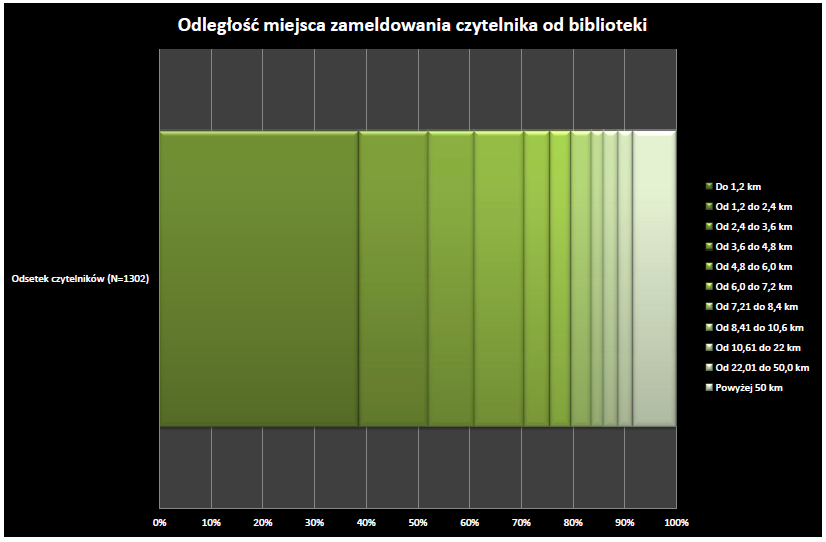 Odległość miejsca zameldowania czytelnika od biblioteki
Odsetek czytelników (N=1302)
0% 10% 20% 30% 40% 50% 60% 70% 80% 90% 100%
Do 1,2 km
Od 1,2 do 2,4 km
Od 2,4 do 3,6 km
Od 3,6 do 4,8 km
Od 4,8 do 6,0 km
Od 6,0 do 7,2 km
Od 7,21 do 8,4 km
Od 8,41 do 10,6 km
Od 10,61 do 22 km
Od 22,01 do 50,0 km
Powyżej 50 km